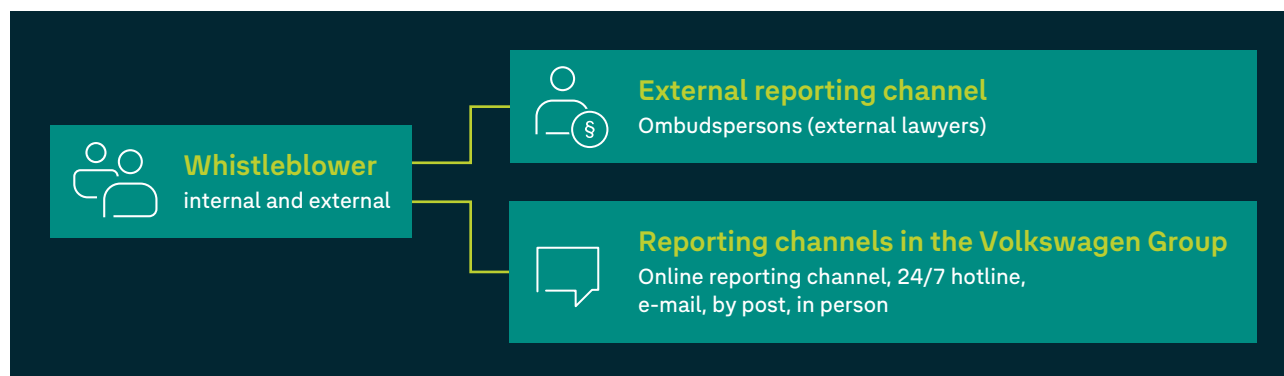 Whistleblower
internal and external
External reporting channel
§
Ombudspersons (external lawyers)
Reporting channels in the Volkswagen Group
Online reporting channel, 24/7 hotline,
e-mail, by post, in person